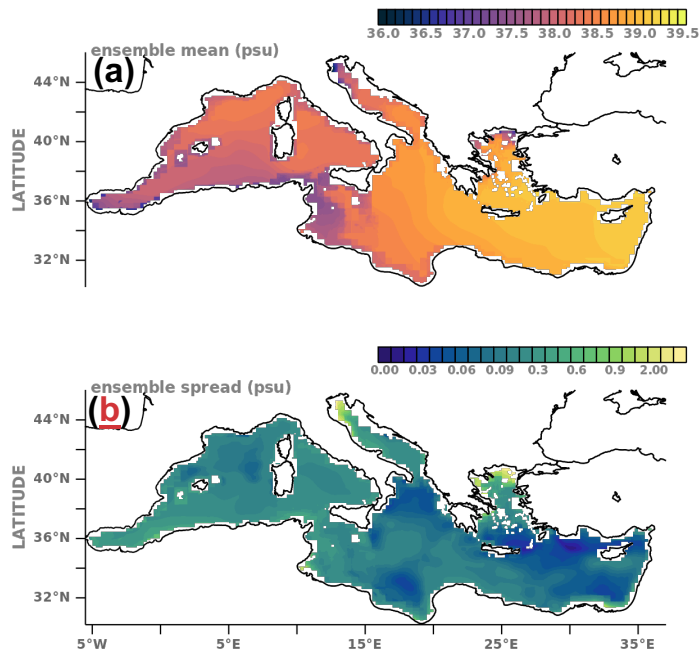 36.0 36.5 37.0 37.5 38.0 38.5 39.0 39.5
ensemble mean (psu)
(a)
44°N
40°N
36°N
32°N
LATITUDE
0.00 0.03 0.06 0.09 0.3 0.6 0.9 2.00
ensemble spread (psu)
(b)
44°N
40°N
36°N
32°N
LATITUDE
5°W 5°E 15°E 25°E 35°E